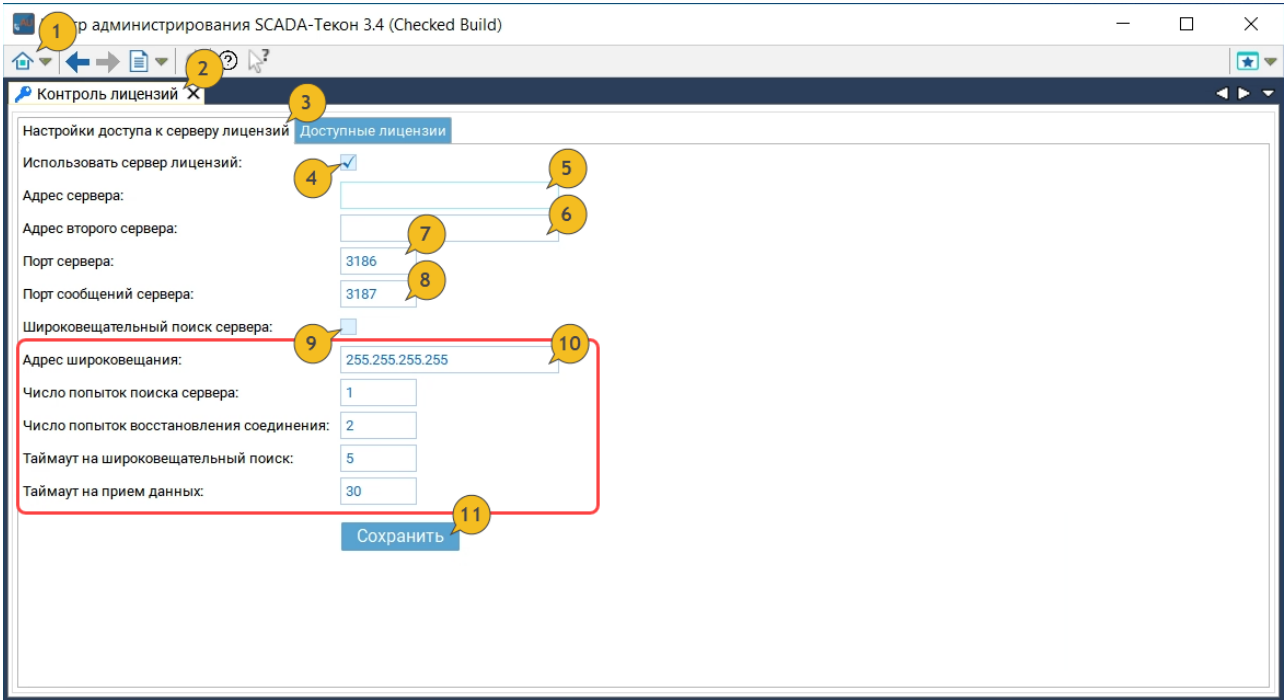 р администрирования SCADA-Текон 3.4 (Checked Build)
1
2
?
?
Контроль лицензий
3
Настройки доступа к серверу лицензий Доступные лицензии
Использовать сервер лицензий:
4
5
Адрес сервера:
6
Адрес второго сервера:
7
Порт сервера: 3186
8
Порт сообщений сервера: 3187
Широковещательный поиск сервера:
9
10
Адрес широковещания: 255.255.255.255
Число попыток поиска сервера: 1
Число попыток восстановления соединения: 2
Таймаут на широковещательный поиск: 5
Таймаут на прием данных: 30
11
Сохранить